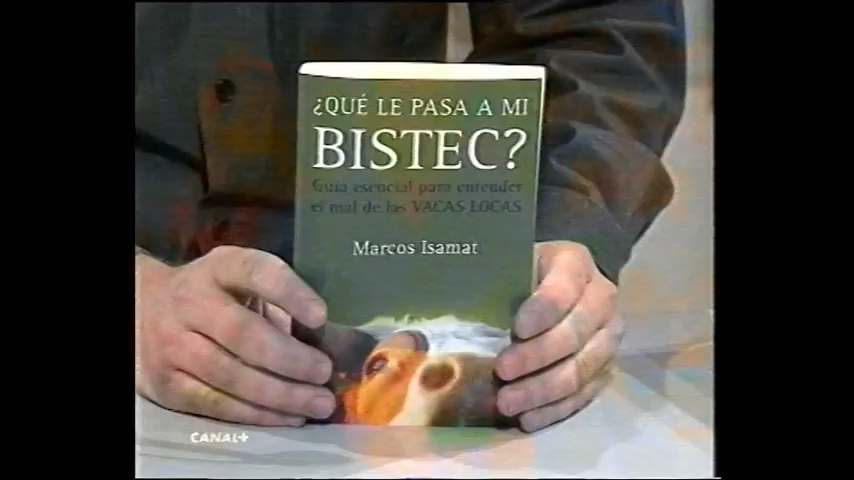 ¿QUÉ LE PASA A MI
BISTEC?
Guía esencial para entender
el mal de las VACAS LOCAS
Marcos Isamat
CANAL+